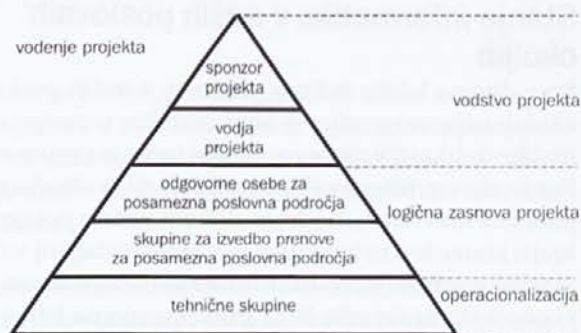 vodenje projekta
sponzor
projekta
vodstvo projekta
vodja
projekta
odgovorne osebe za
posamezna poslovna področja
logična zasnova projekta
skupine za izvedbo prenove
za posamezna poslovna področja
operacionalizacija
tehnične skupine